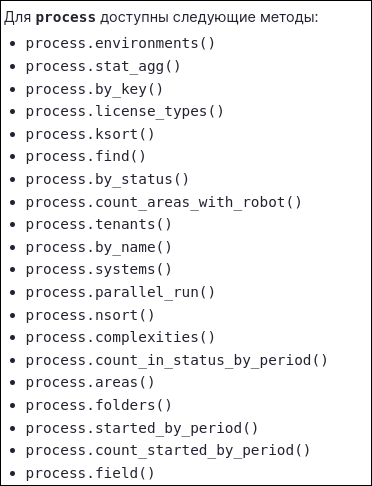 Для process доступны следующие методы:
• process.environments()
• process.stat_agg()
• process.by_key()
• process.license_types()
• process.ksort()
• process.find()
• process.by_status()
• process.count_areas_with_robot()
• process.tenants()
• process.by_name()
• process.systems()
• process.parallel_run()
• process.nsort()
• process.complexities()
• process.count_in_status_by_period()
• process.areas()
• process.folders()
• process.started_by_period()
• process.count_started_by_period()
• process.field()